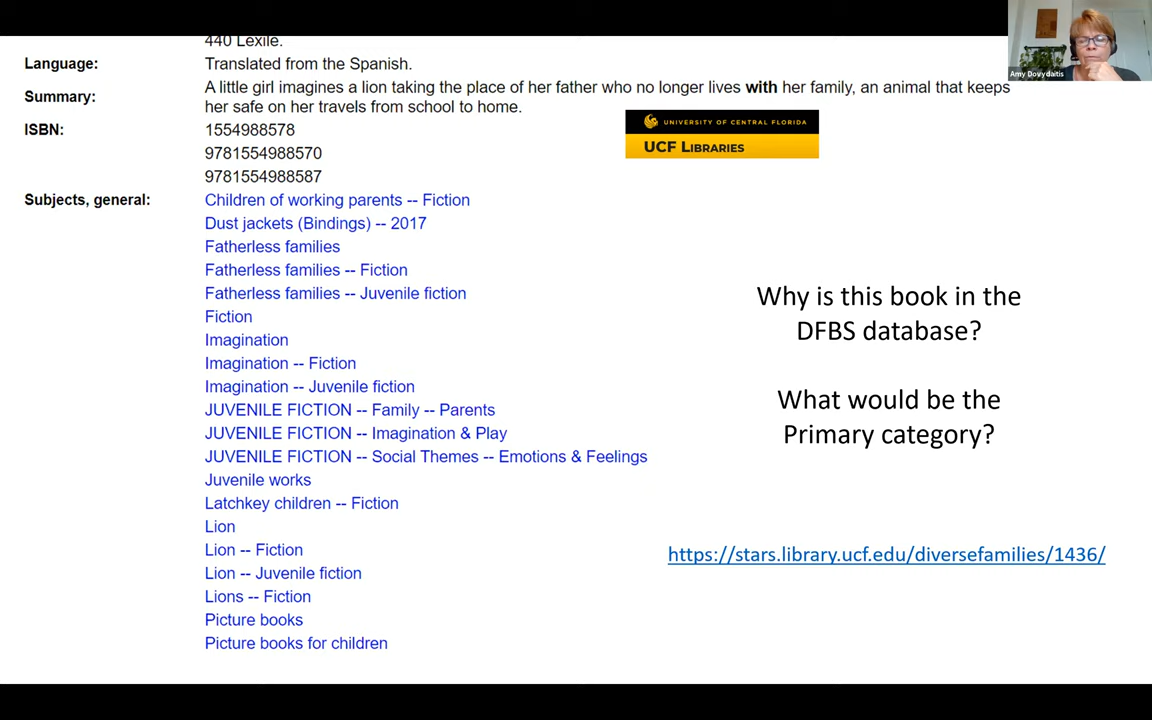 440 Lexile.
Language: Translated from the Spanish.
Summary: A little girl imagines a lion taking the place of her father who no longer lives with her family, an animal that keeps
her safe on her travels from school to home.
ISBN: 1554988578
9781554988570
9781554988587
Subjects, general: Children of working parents -- Fiction
Dust jackets (Bindings) -- 2017
Fatherless families
Fatherless families -- Fiction
Fatherless families -- Juvenile fiction
Fiction
Imagination
Imagination -- Fiction
Imagination -- Juvenile fiction
JUVENILE FICTION -- Family -- Parents
JUVENILE FICTION -- Imagination & Play
JUVENILE FICTION -- Social Themes -- Emotions & Feelings
Juvenile works
Latchkey children -- Fiction
Lion
Lion -- Fiction
Lion -- Juvenile fiction
Lions -- Fiction
Picture books
Picture books for children
UNIVERSITY OF CENTRAL FLORIDA
UCF LIBRARIES
Why is this book in the
DFBS database?
What would be the
Primary category?
https://stars.library.ucf.edu/diversefamilies/1436/
Amy Dovydaitis